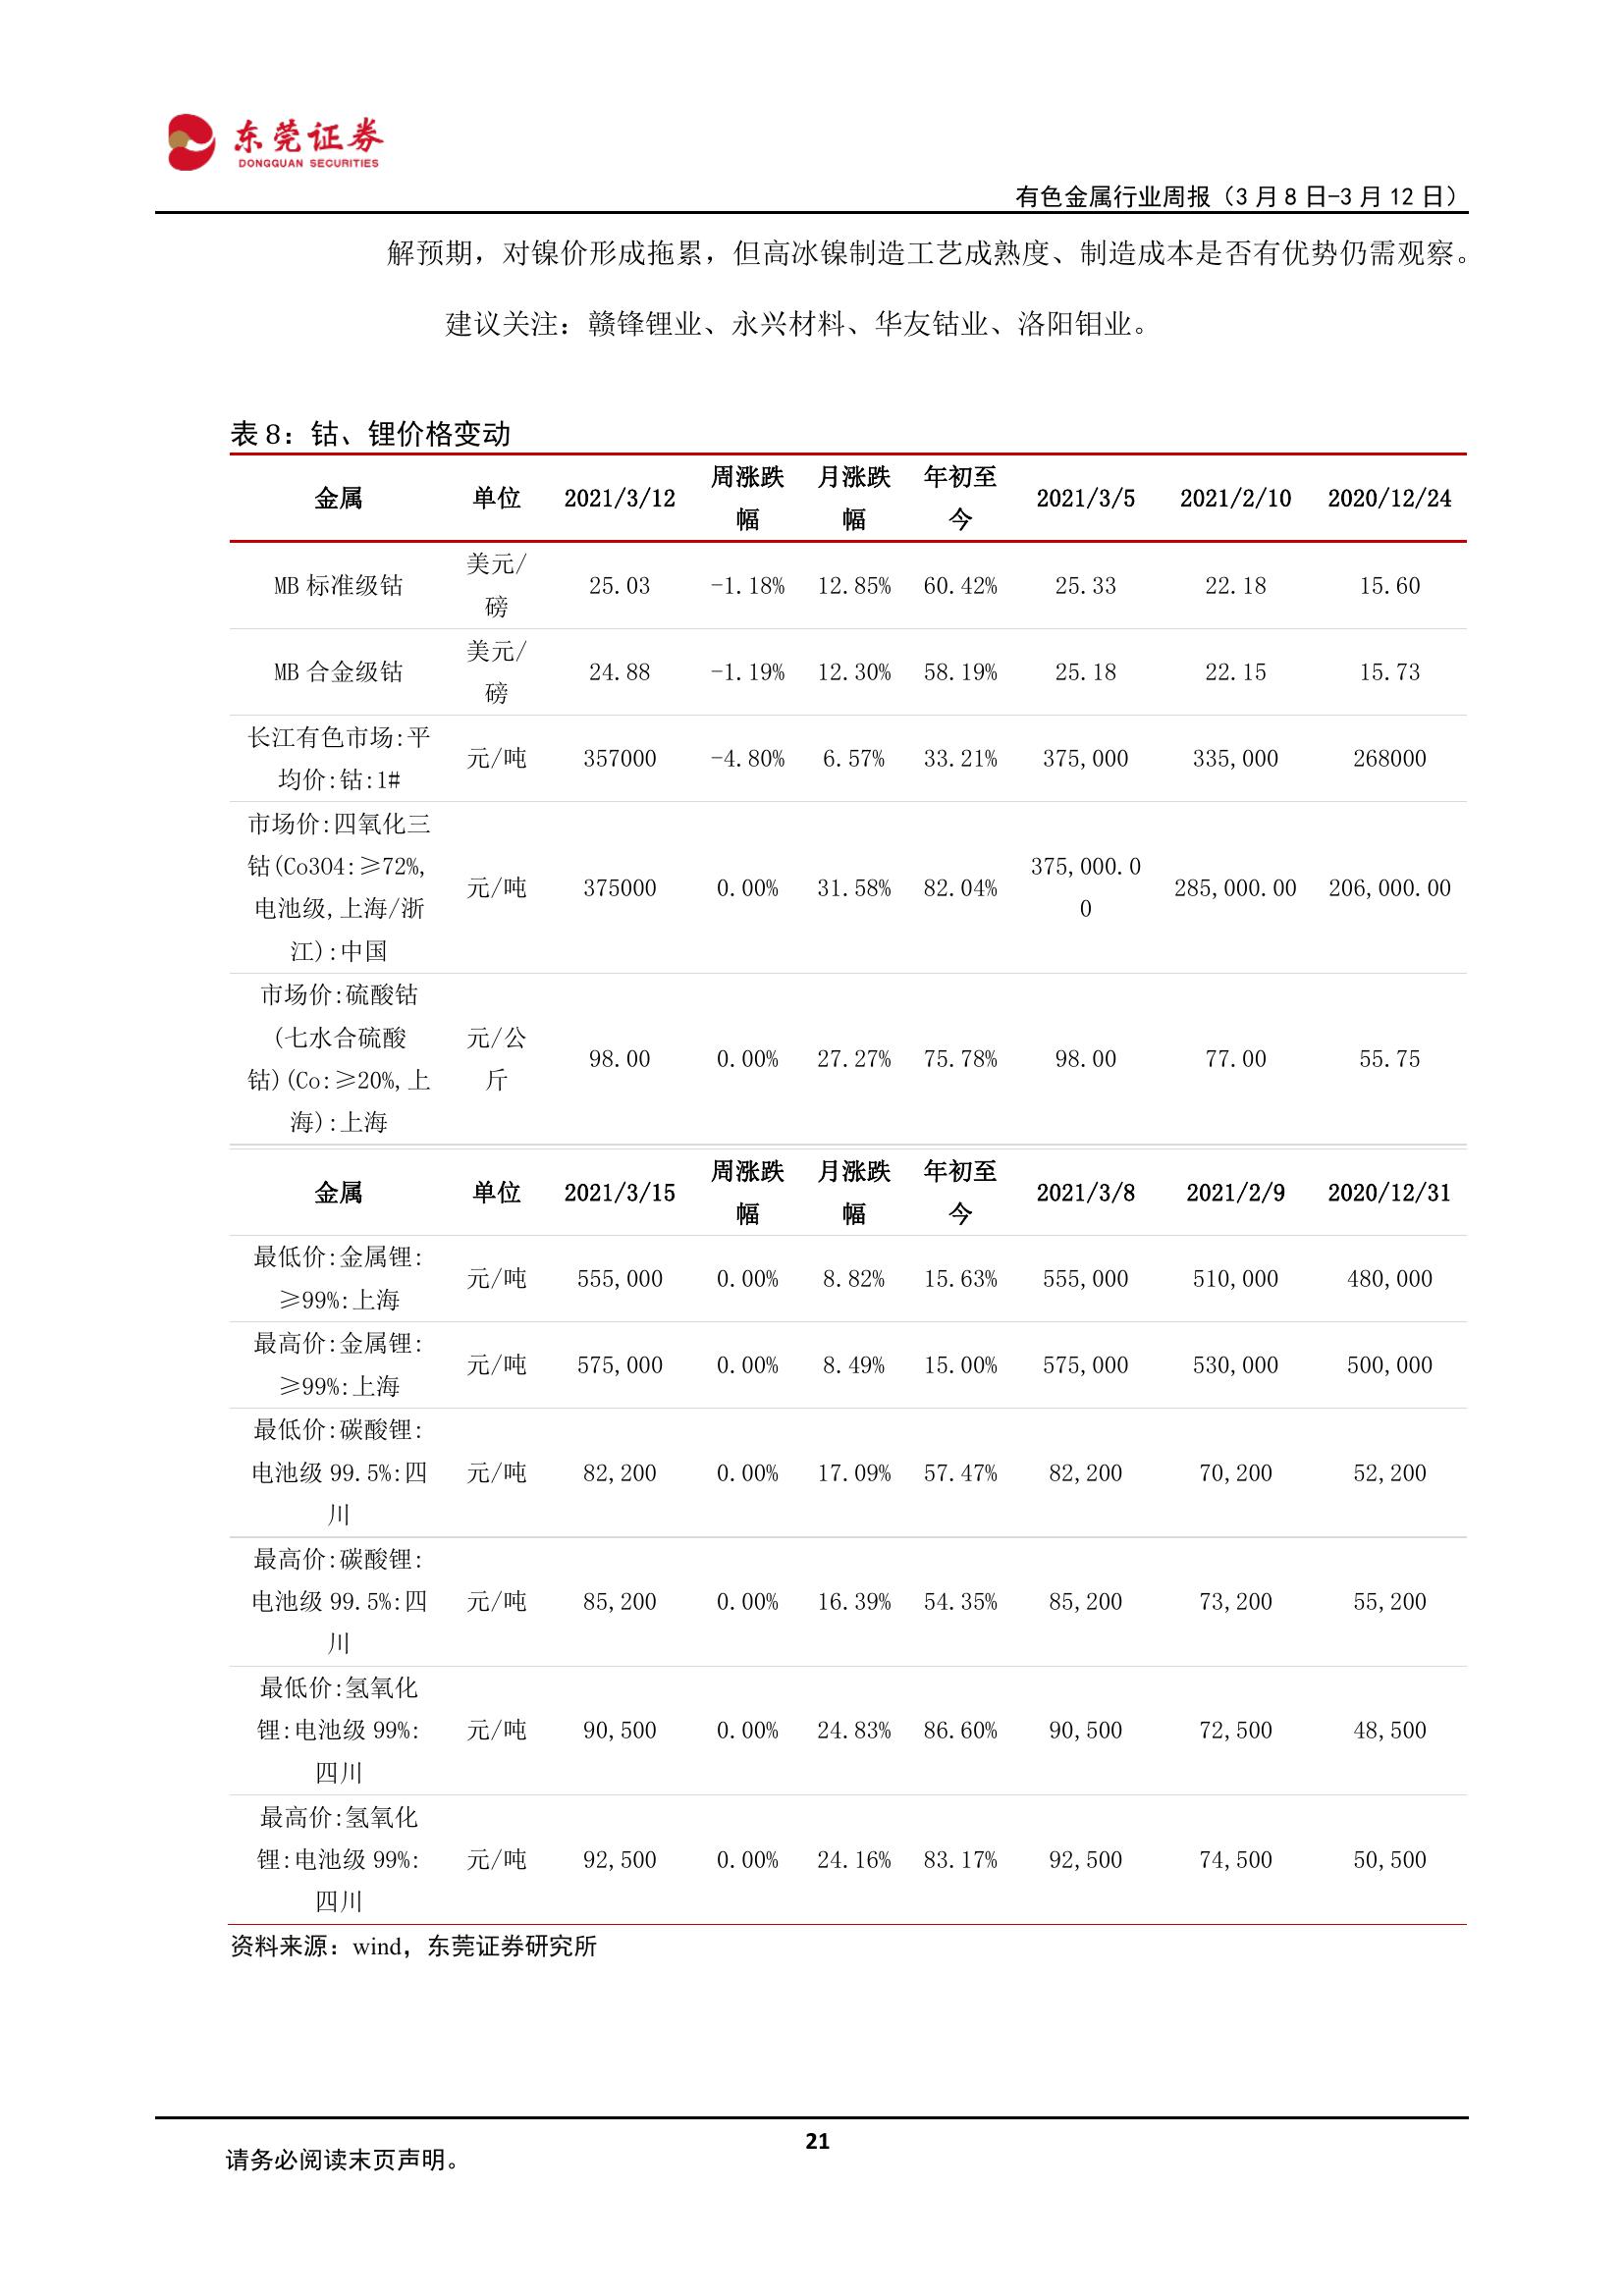 东莞证券
DONGGUAN SECURITIES
有色金属行业周报（3 月 8 日-3 月 12 日）
解预期，对镍价形成拖累，但高冰镍制造工艺成熟度、制造成本是否有优势仍需观察。
建议关注：赣锋锂业、永兴材料、华友钴业、洛阳钼业。
表 8：钴、锂价格变动
金属 单位 2021/3/12 周涨跌幅 月涨跌幅 年初至今 2021/3/5 2021/2/10 2020/12/24
MB 标准级钴 美元/磅 25.03 -1.18% 12.85% 60.42% 25.33 22.18 15.60
MB 合金级钴 美元/磅 24.88 -1.19% 12.30% 58.19% 25.18 22.15 15.73
长江有色市场:平均价:钴:1# 元/吨 357000 -4.80% 6.57% 33.21% 375,000 335,000 268000
市场价:四氧化三钴(Co3O4:≥72%,电池级,上海/浙江):中国 元/吨 375000 0.00% 31.58% 82.04% 375,000.00 285,000.00 206,000.00
市场价:硫酸钴(七水合硫酸钴)(Co:≥20%,上海):上海 元/公斤 98.00 0.00% 27.27% 75.78% 98.00 77.00 55.75
金属 单位 2021/3/15 周涨跌幅 月涨跌幅 年初至今 2021/3/8 2021/2/9 2020/12/31
最低价:金属锂:≥99%:上海 元/吨 555,000 0.00% 8.82% 15.63% 555,000 510,000 480,000
最高价:金属锂:≥99%:上海 元/吨 575,000 0.00% 8.49% 15.00% 575,000 530,000 500,000
最低价:碳酸锂:电池级 99.5%:四川 元/吨 82,200 0.00% 17.09% 57.47% 82,200 70,200 52,200
最高价:碳酸锂:电池级 99.5%:四川 元/吨 85,200 0.00% 16.39% 54.35% 85,200 73,200 55,200
最低价:氢氧化锂:电池级 99%:四川 元/吨 90,500 0.00% 24.83% 86.60% 90,500 72,500 48,500
最高价:氢氧化锂:电池级 99%:四川 元/吨 92,500 0.00% 24.16% 83.17% 92,500 74,500 50,500
资料来源：wind，东莞证券研究所
21
请务必阅读末页声明。